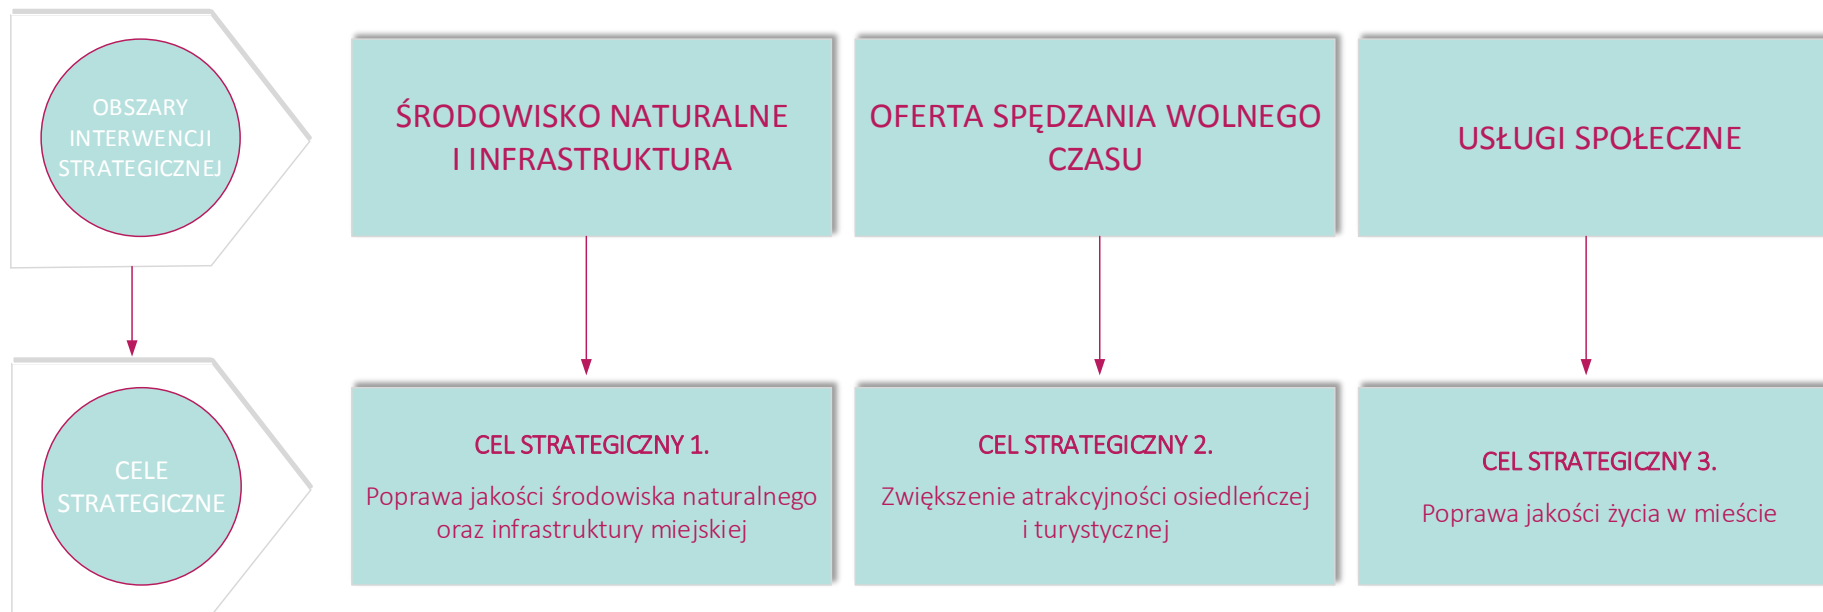 OBSZARY
INTERWENCJI
STRATEGICZNEJ
ŚRODOWISKO NATURALNE
I INFRASTRUKTURA
OFERTA SPĘDZANIA WOLNEGO
CZASU
USŁUGI SPOŁECZNE
CELE
STRATEGICZNE
CEL STRATEGICZNY 1.
Poprawa jakości środowiska naturalnego
oraz infrastruktury miejskiej
CEL STRATEGICZNY 2.
Zwiększenie atrakcyjności osiedleńczej
i turystycznej
CEL STRATEGICZNY 3.
Poprawa jakości życia w mieście